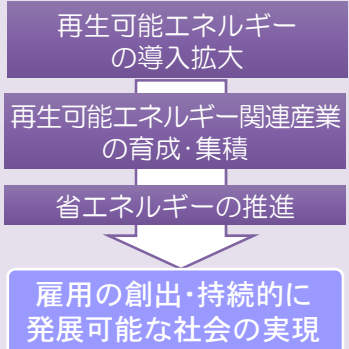 再生可能エネルギー
の導入拡大
再生可能エネルギー関連産業
の育成･集積
省エネルギーの推進
雇用の創出･持続的に
発展可能な社会の実現